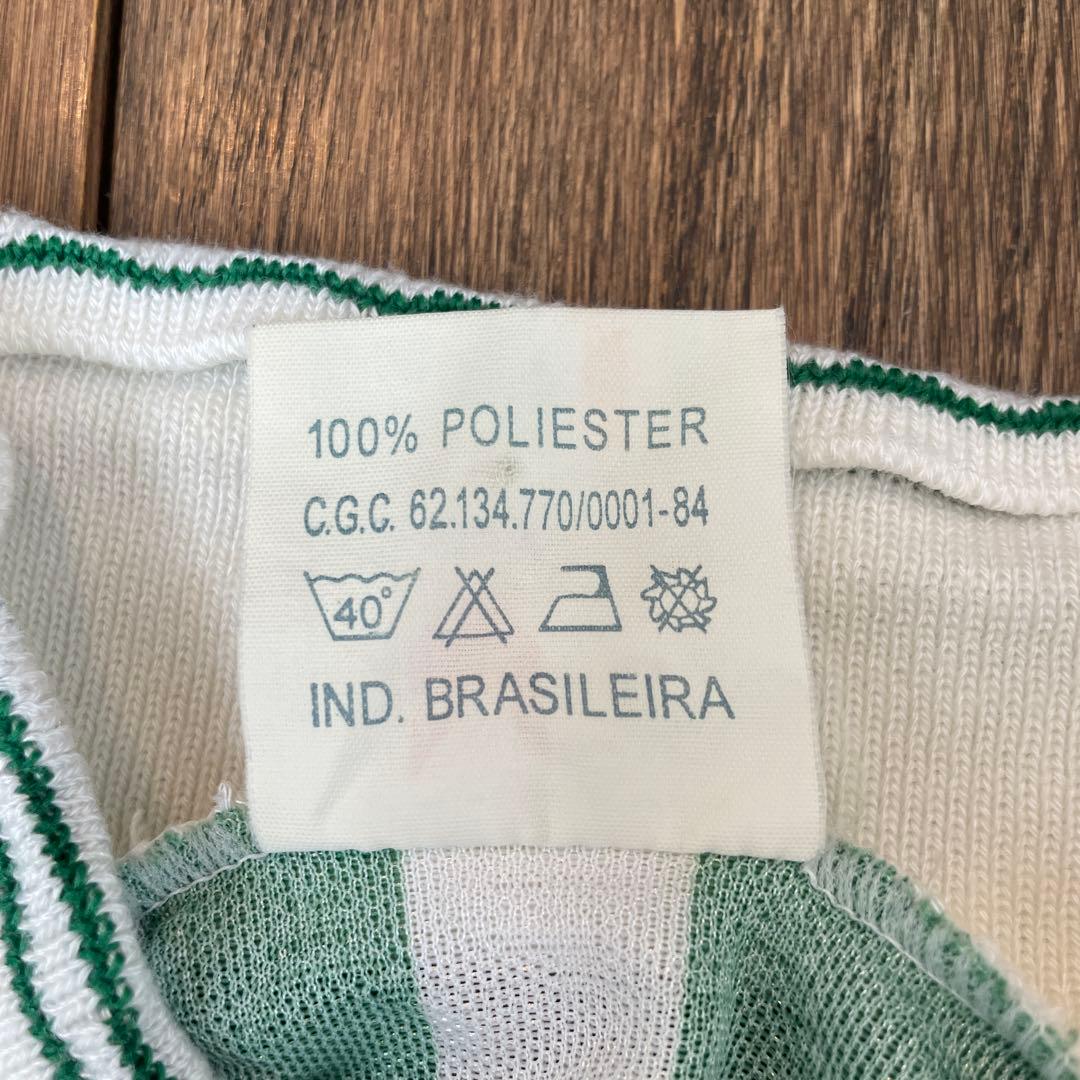 100% POLIESTER
C.G.C. 62.134.770/0001-84
40°
IND. BRASILEIRA